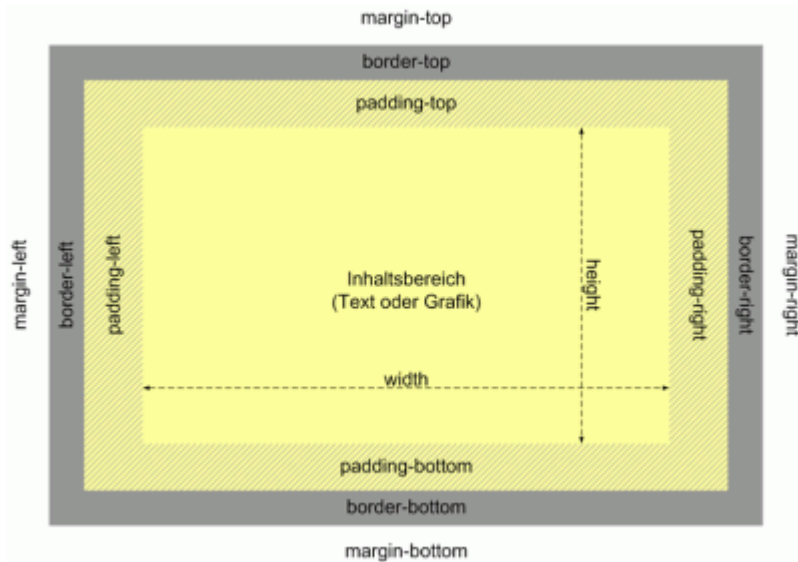 margin-top
border-top
padding-top
margin-left
border-left
padding-left
Inhaltsbereich
(Text oder Grafik)
height
padding-right
border-right
margin-right
width
padding-bottom
border-bottom
margin-bottom